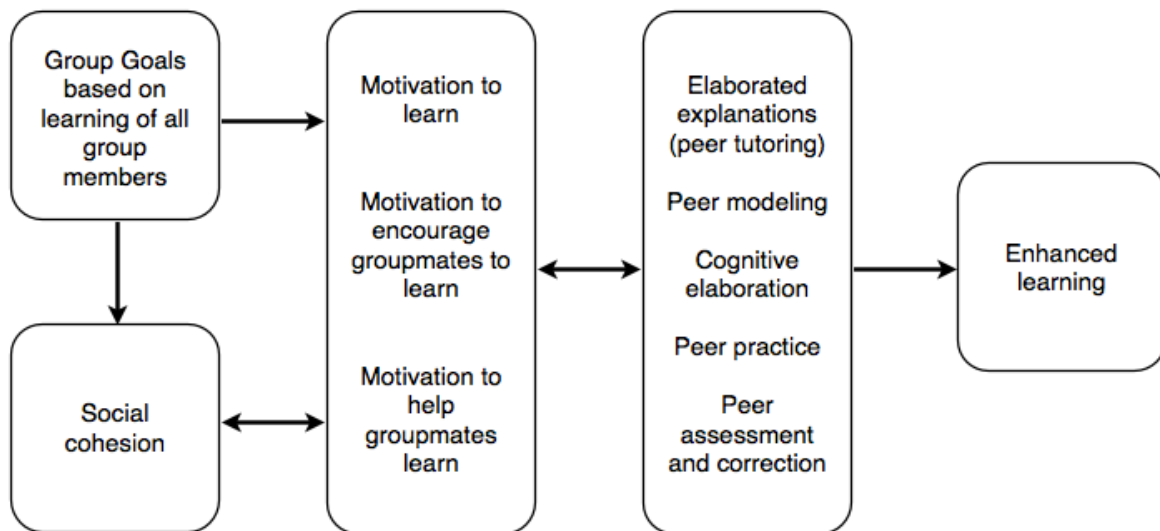 Group Goals
based on
learning of all
group
members
Social
cohesion
Motivation to
learn
Motivation to
encourage
groupmates to
learn
Motivation to
help
groupmates
learn
Elaborated
explanations
(peer tutoring)
Peer modeling
Cognitive
elaboration
Peer practice
Peer
assessment
and correction
Enhanced
learning